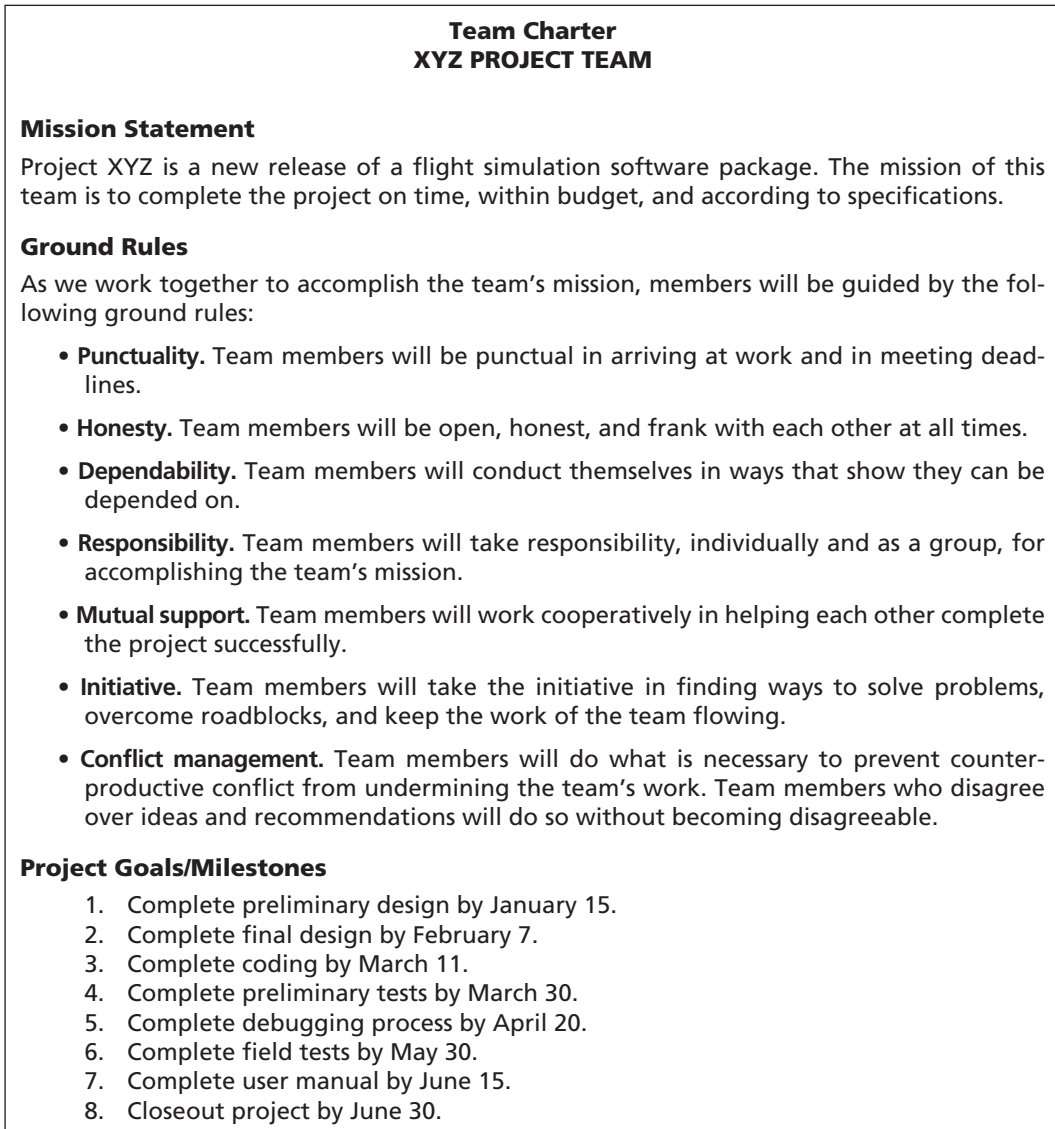 Team Charter
XYZ PROJECT TEAM
Mission Statement
Project XYZ is a new release of a flight simulation software package. The mission of this
team is to complete the project on time, within budget, and according to specifications.
Ground Rules
As we work together to accomplish the team’s mission, members will be guided by the fol-
lowing ground rules:
• Punctuality. Team members will be punctual in arriving at work and in meeting dead-
lines.
• Honesty. Team members will be open, honest, and frank with each other at all times.
• Dependability. Team members will conduct themselves in ways that show they can be
depended on.
• Responsibility. Team members will take responsibility, individually and as a group, for
accomplishing the team’s mission.
• Mutual support. Team members will work cooperatively in helping each other complete
the project successfully.
• Initiative. Team members will take the initiative in finding ways to solve problems,
overcome roadblocks, and keep the work of the team flowing.
• Conflict management. Team members will do what is necessary to prevent counter-
productive conflict from undermining the team’s work. Team members who disagree
over ideas and recommendations will do so without becoming disagreeable.
Project Goals/Milestones
1. Complete preliminary design by January 15.
2. Complete final design by February 7.
3. Complete coding by March 11.
4. Complete preliminary tests by March 30.
5. Complete debugging process by April 20.
6. Complete field tests by May 30.
7. Complete user manual by June 15.
8. Closeout project by June 30.